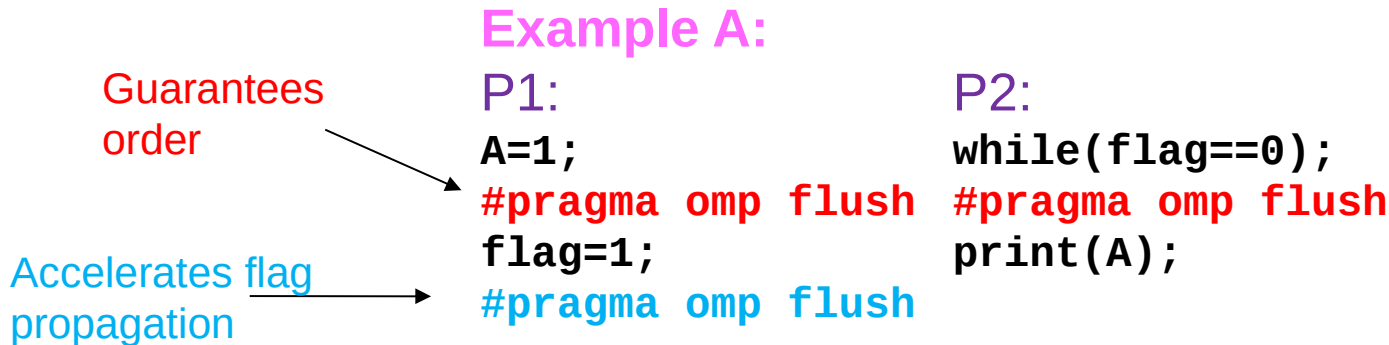 Example A:
Guarantees
order
P1:
A=1;
#pragma omp flush
flag=1;
#pragma omp flush
Accelerates flag
propagation
P2:
while(flag==0);
#pragma omp flush
print(A);